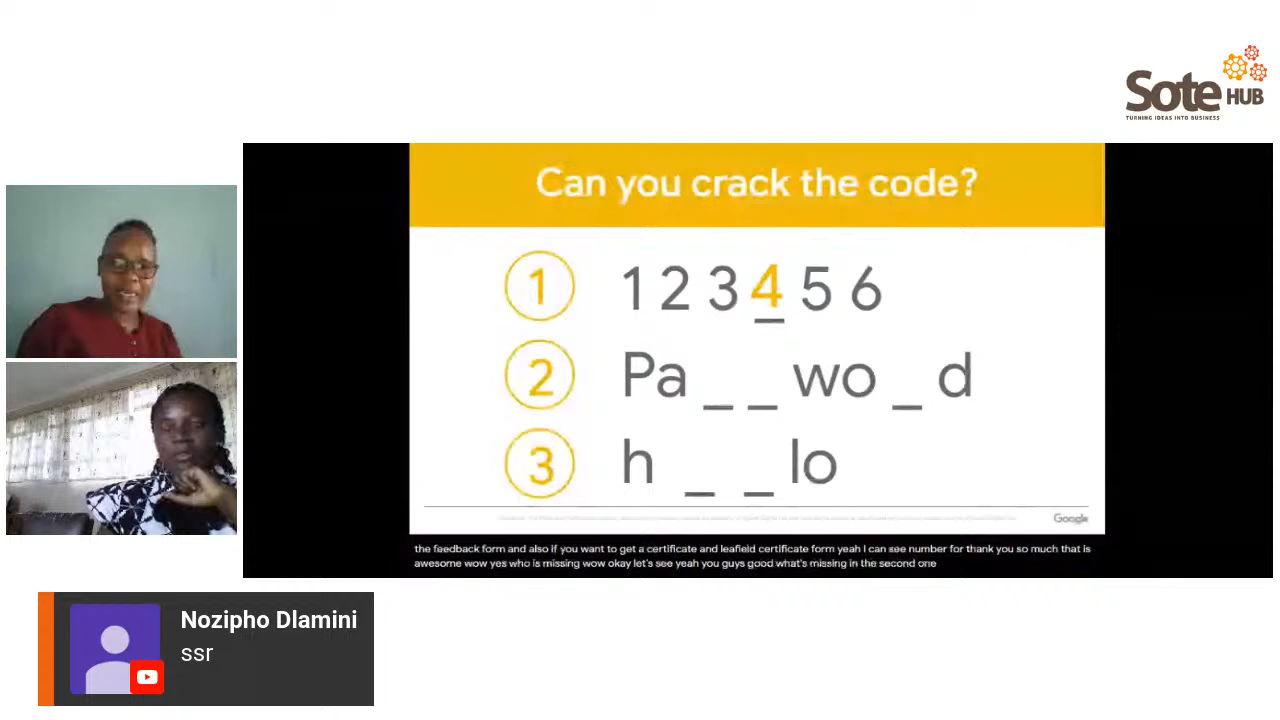 Sote HUB
TURNING IDEAS INTO BUSINESS
Can you crack the code?
1 1 2 3 4 5 6
2 Pa _ _ wo _ d
3 h _ _ lo
Google
the feedback form and also if you want to get a certificate and leafield certificate form yeah I can see number for thank you so much that is
awesome wow yes who is missing wow okay let's see yeah you guys good what's missing in the second one
Nozipho Dlamini
ssr